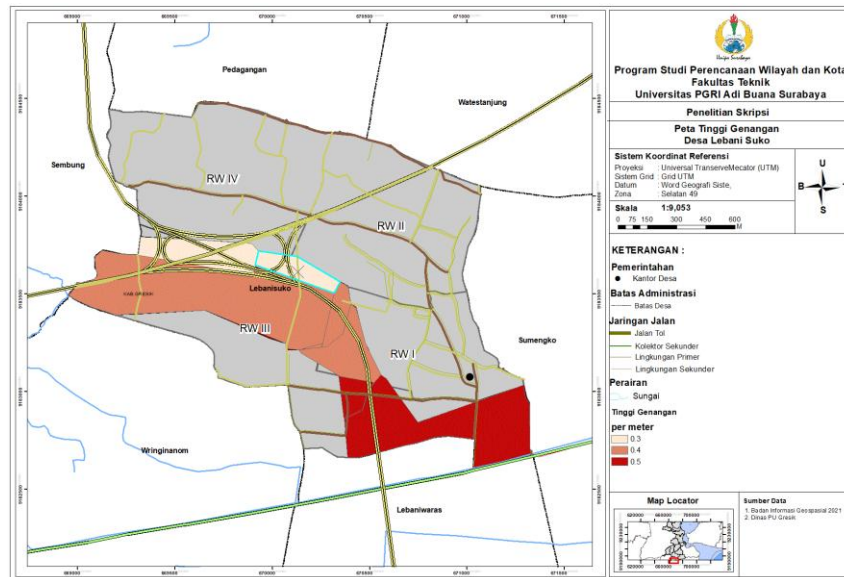 Pedagangan
Watestanjung
Sembung
RW IV
RW II
Lebanisuko
KAB.GRESIK
RW III
RW I
Sumengko
Wringinanom
Lebaniwaras
Program Studi Perencanaan Wilayah dan Kota
Fakultas Teknik
Universitas PGRI Adi Buana Surabaya
Penelitian Skripsi
Peta Tinggi Genangan
Desa Lebani Suko
Sistem Koordinat Referensi
Proyeksi : Universal TranserveMecator (UTM)
Sistem Grid : Grid UTM
Datum : Word Geografi Siste,
Zona : Selatan 49
Skala 1:9,053
0 75 150 300 450 600
M
U
B
S
KETERANGAN :
Pemerintahan
Kantor Desa
Batas Administrasi
Batas Desa
Jaringan Jalan
Jalan Tol
Kolektor Sekunder
Lingkungan Primer
Lingkungan Sekunder
Perairan
Sungai
Tinggi Genangan
per meter
0.3
0.4
0.5
Map Locator
Sumber Data
1. Badan Informasi Geospasial 2021
2. Dinas PU Gresik